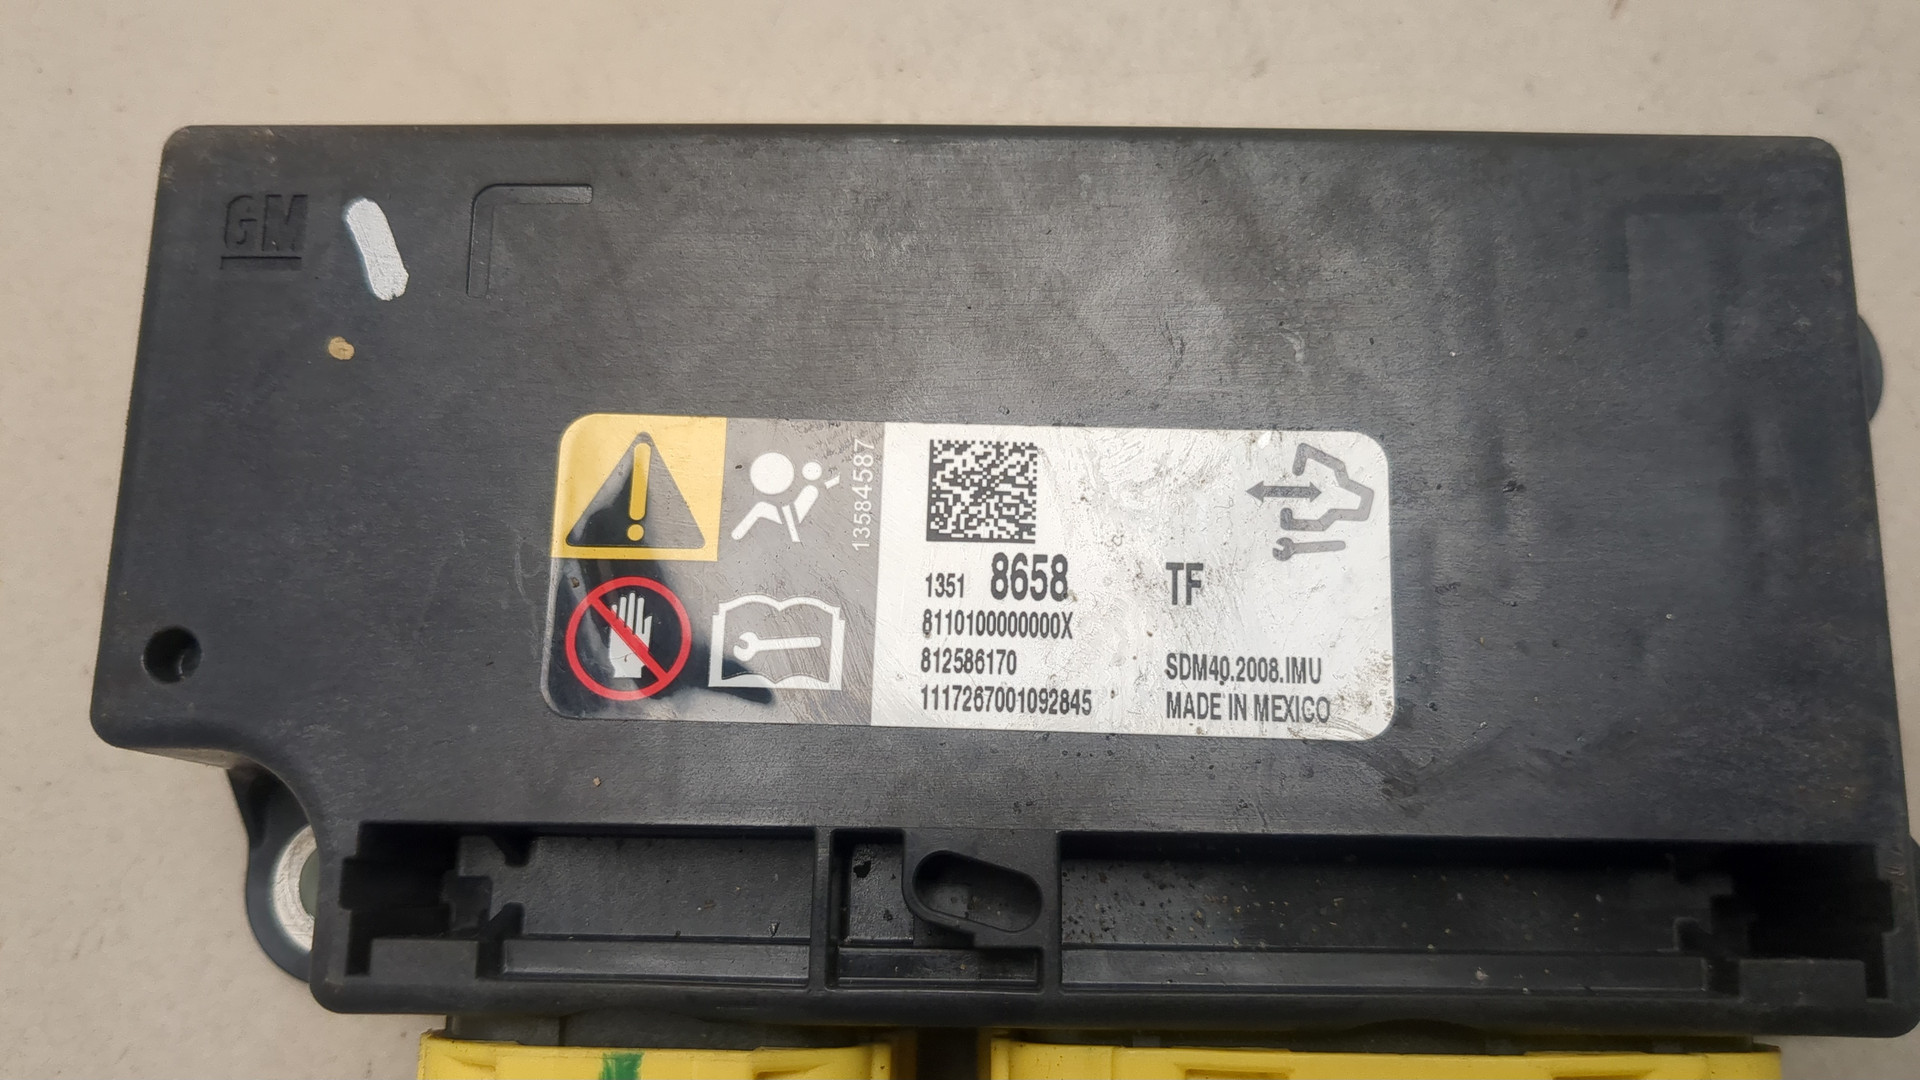 GM
13584587
1351 8658 TF
8110100000000X
812586170
SDM40.2008.IMU
1117267001092845
MADE IN MEXICO